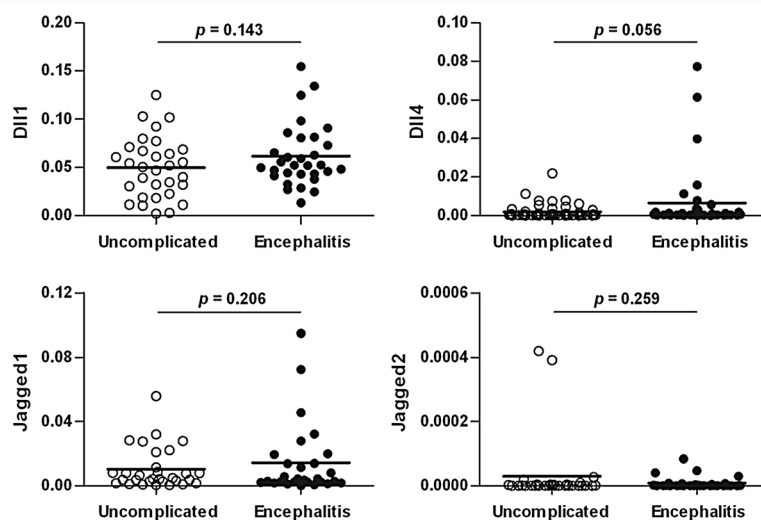 p = 0.143
0.20
0.15
0.10
0.05
0.00
Dll1
Uncomplicated Encephalitis
p = 0.056
0.10
0.08
0.06
0.04
0.02
0.00
Dll4
Uncomplicated Encephalitis
p = 0.206
0.12
0.08
0.04
0.00
Jagged1
Uncomplicated Encephalitis
p = 0.259
0.0006
0.0004
0.0002
0.0000
Jagged2
Uncomplicated Encephalitis